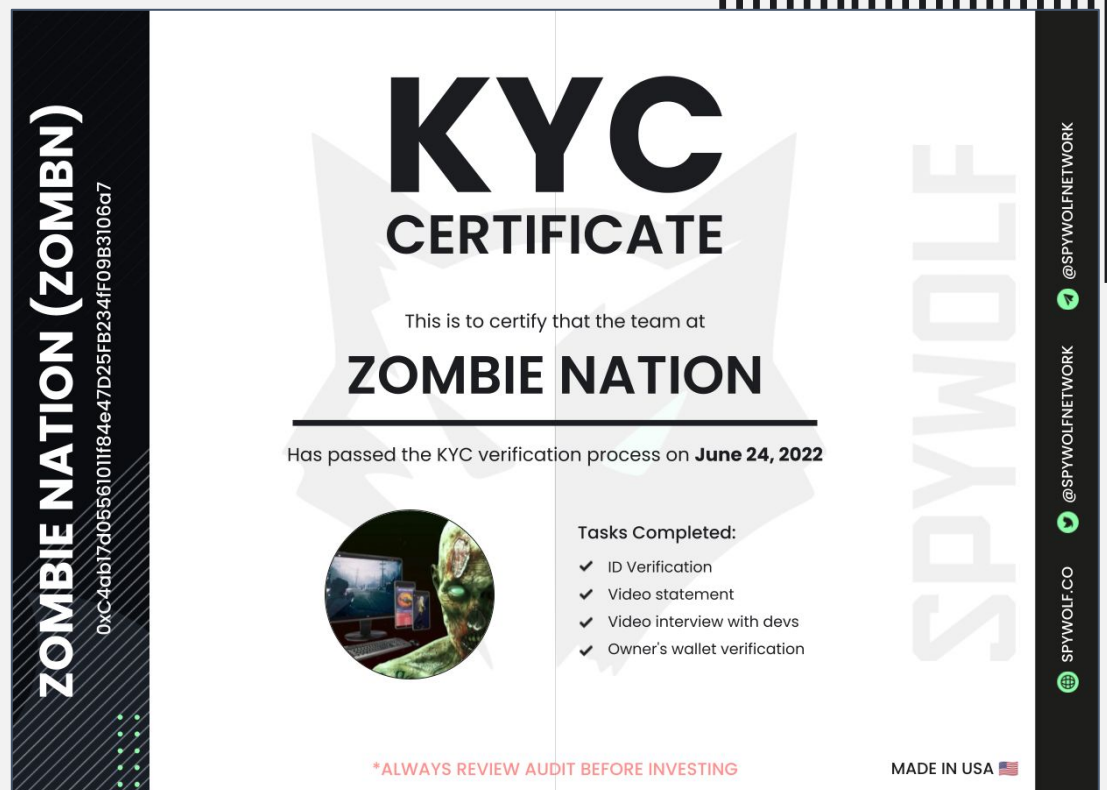 ZOMBIE NATION (ZOMBN)
0xC4db17d05561011f84e47D25FB234fF09B3106a7
KYC
CERTIFICATE
This is to certify that the team at
ZOMBIE NATION
Has passed the KYC verification process on June 24, 2022
Tasks Completed:
ID Verification
Video statement
Video interview with devs
Owner's wallet verification
*ALWAYS REVIEW AUDIT BEFORE INVESTING
MADE IN USA
SPYWOLF
SPYWOLF.CO
@SPYWOLFNETWORK
@SPYWOLFNETWORK